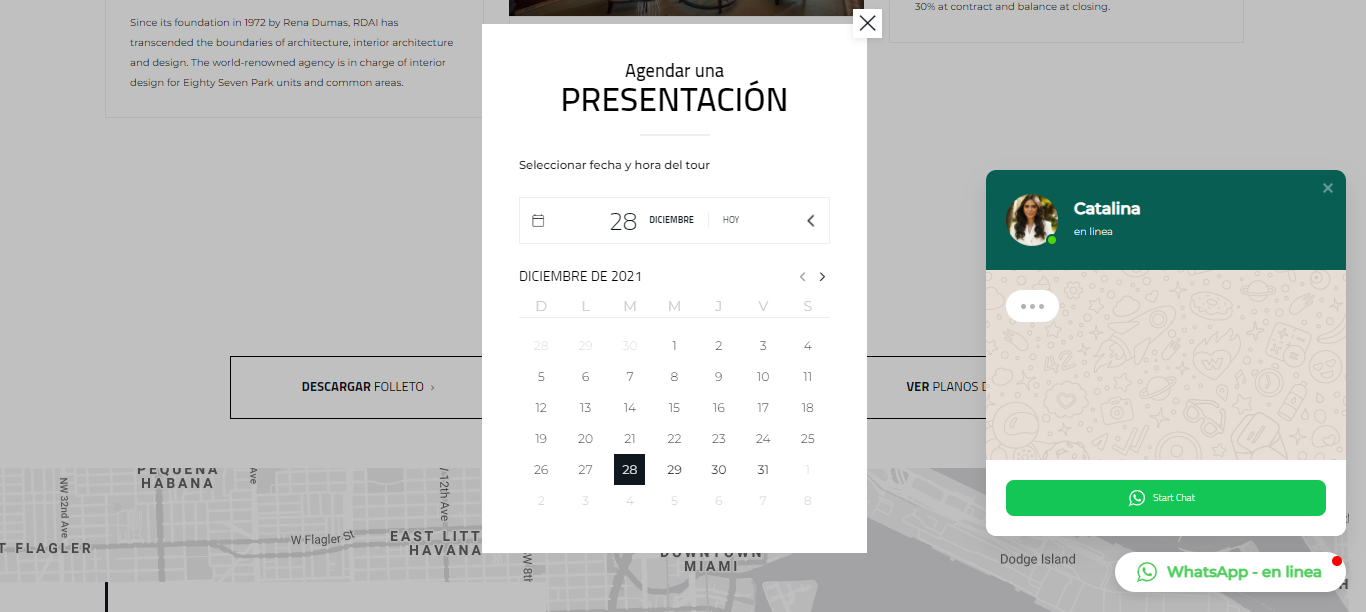 Since its foundation in 1972 by Rena Dumas, RDAI has
transcended the boundaries of architecture, interior architecture
and design. The world-renowned agency is in charge of interior
design for Eighty Seven Park units and common areas.
30% at contract and balance at closing.
Agendar una
PRESENTACIÓN
Seleccionar fecha y hora del tour
28 DICIEMBRE HOY
DICIEMBRE DE 2021
D L M M J V S
28 29 30 1 2 3 4
5 6 7 8 9 10 11
12 13 14 15 16 17 18
19 20 21 22 23 24 25
26 27 28 29 30 31 1
2 3 4 5 6 7 8
DESCARGAR FOLLETO ›
VER PLANOS D
Catalina
en linea
Start Chat
WhatsApp - en linea
PEQUEÑA
HABANA
NW 32nd Ave
Ave
12th Ave
W Flagler St
T FLAGLER
EAST LITT
HAVANA
W 8th
DOWNTOWN
MIAMI
Dodge Island